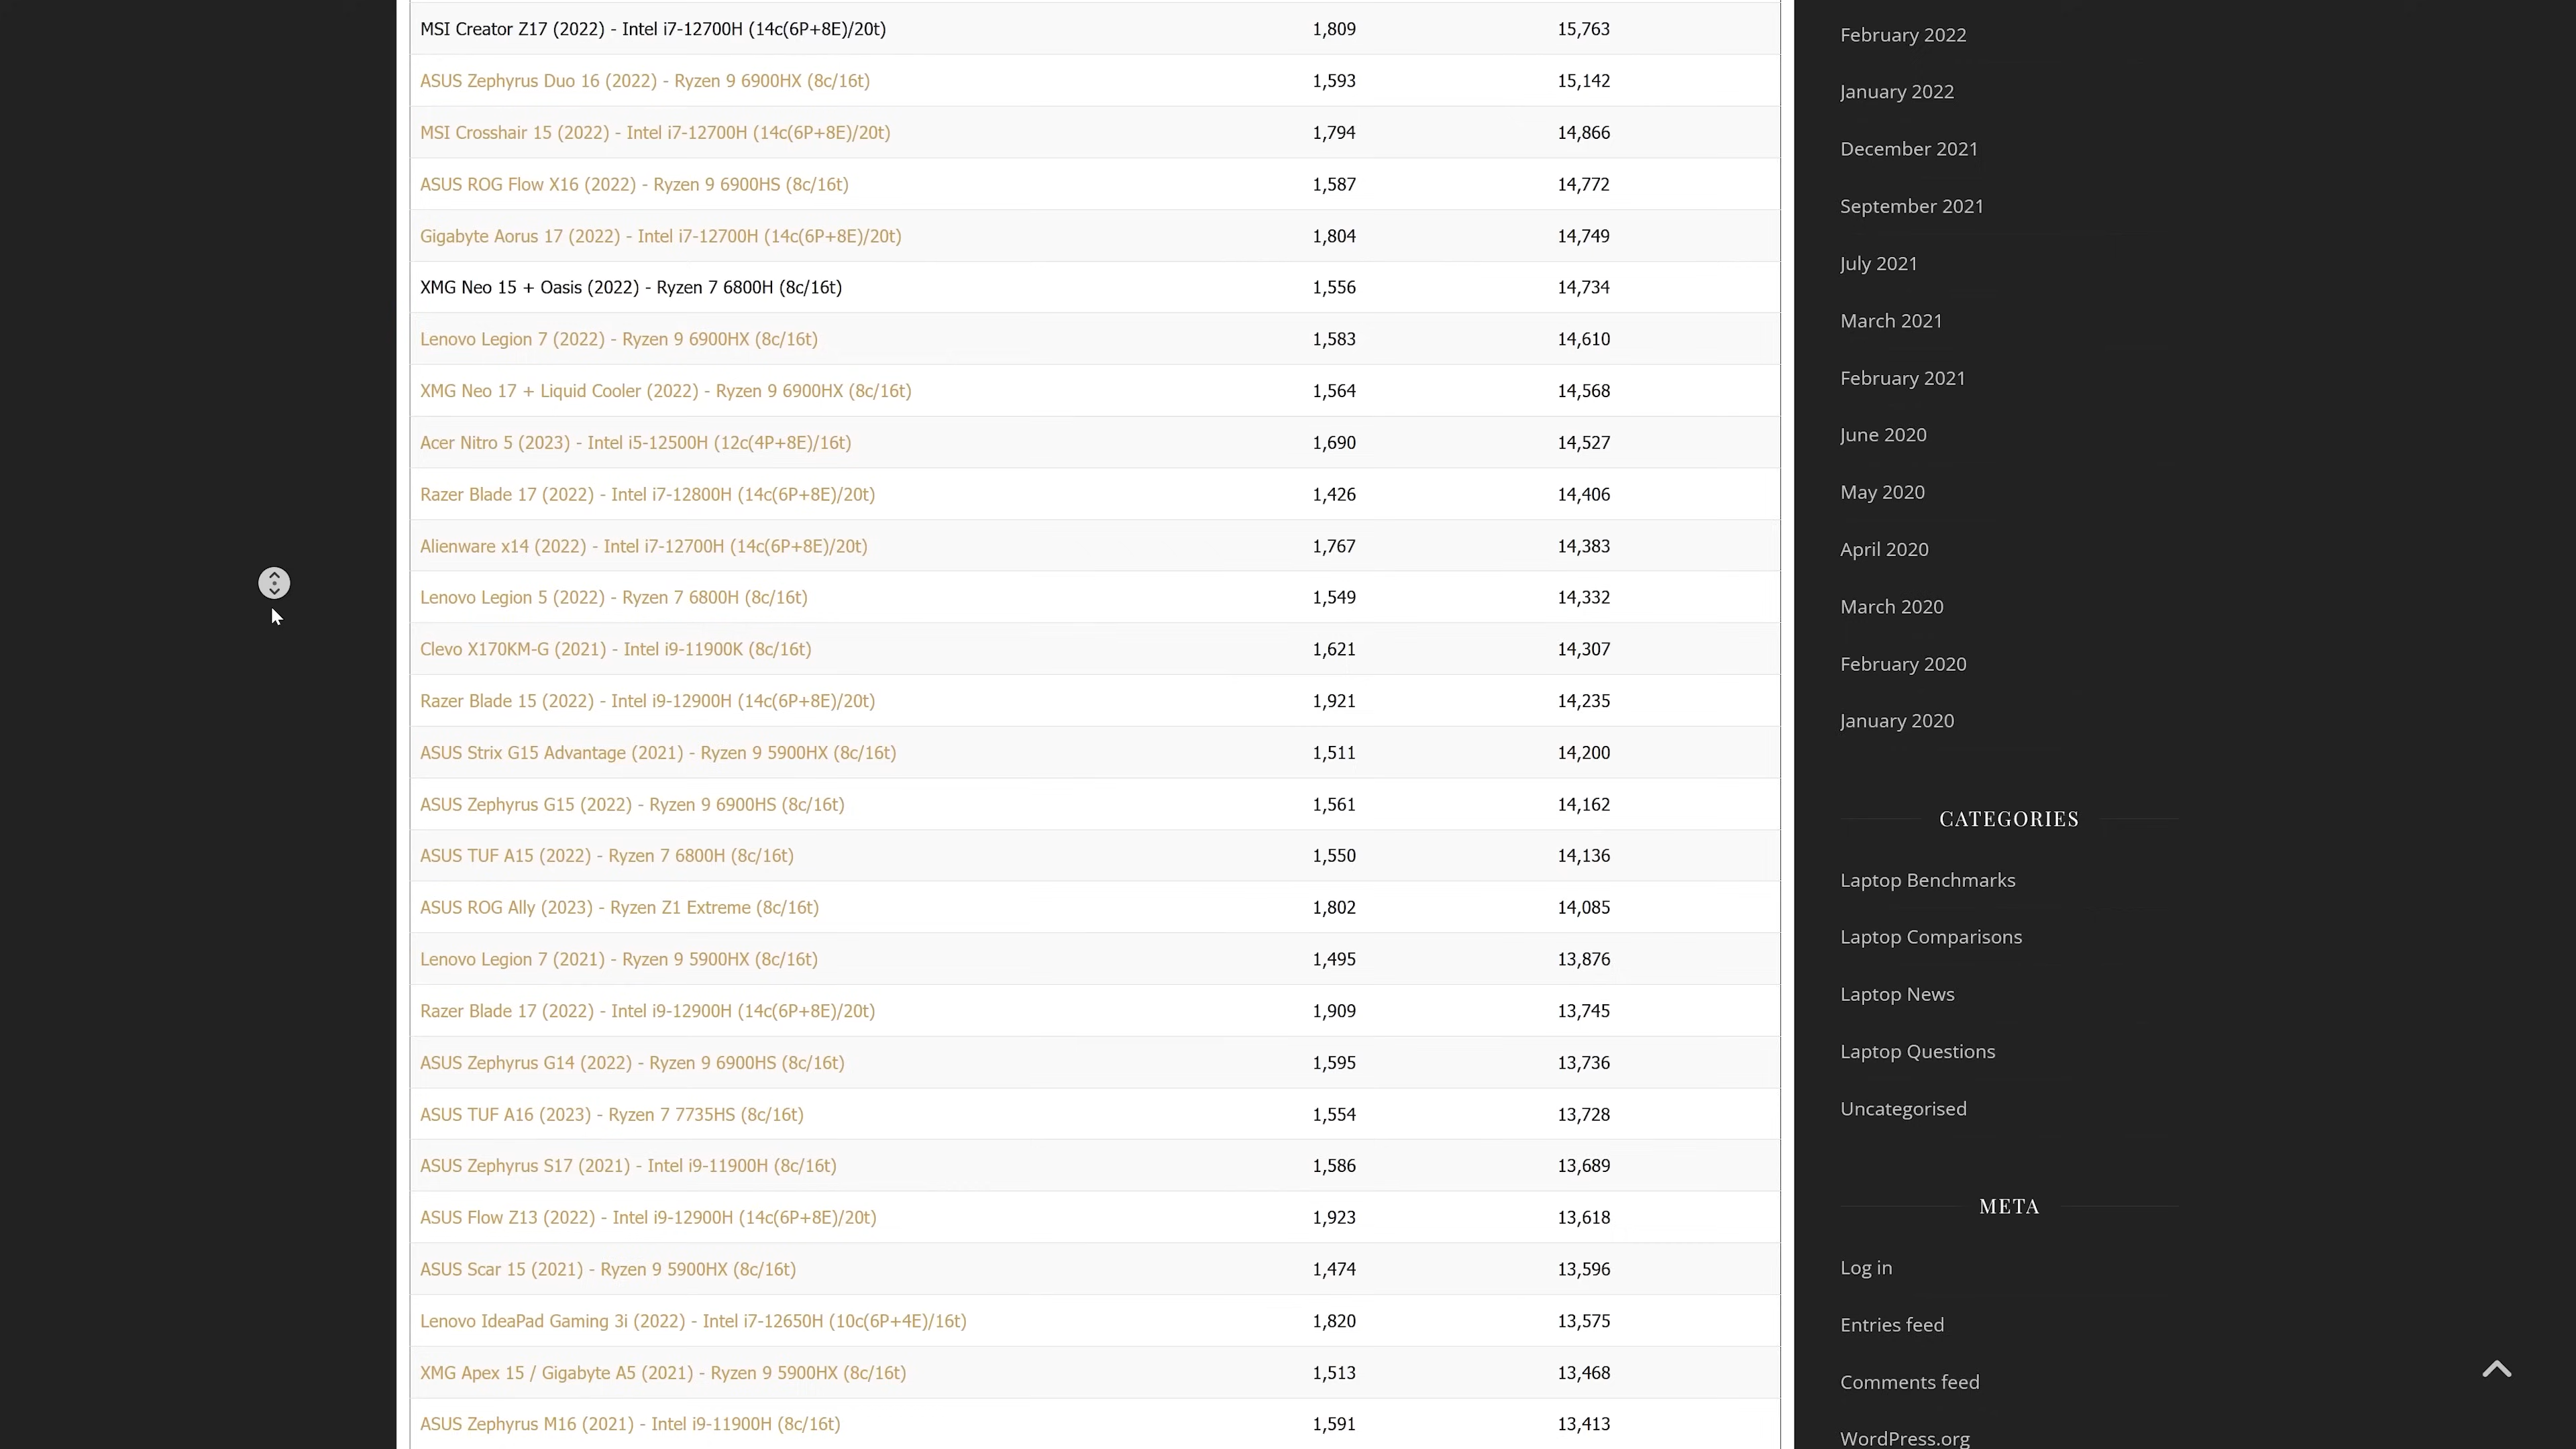 MSI Creator Z17 (2022) - Intel i7-12700H (14c(6P+8E)/20t) 1,809 15,763
ASUS Zephyrus Duo 16 (2022) - Ryzen 9 6900HX (8c/16t) 1,593 15,142
MSI Crosshair 15 (2022) - Intel i7-12700H (14c(6P+8E)/20t) 1,794 14,866
ASUS ROG Flow X16 (2022) - Ryzen 9 6900HS (8c/16t) 1,587 14,772
Gigabyte Aorus 17 (2022) - Intel i7-12700H (14c(6P+8E)/20t) 1,804 14,749
XMG Neo 15 + Oasis (2022) - Ryzen 7 6800H (8c/16t) 1,556 14,734
Lenovo Legion 7 (2022) - Ryzen 9 6900HX (8c/16t) 1,583 14,610
XMG Neo 17 + Liquid Cooler (2022) - Ryzen 9 6900HX (8c/16t) 1,564 14,568
Acer Nitro 5 (2023) - Intel i5-12500H (12c(4P+8E)/16t) 1,690 14,527
Razer Blade 17 (2022) - Intel i7-12800H (14c(6P+8E)/20t) 1,426 14,406
Alienware x14 (2022) - Intel i7-12700H (14c(6P+8E)/20t) 1,767 14,383
Lenovo Legion 5 (2022) - Ryzen 7 6800H (8c/16t) 1,549 14,332
Clevo X170KM-G (2021) - Intel i9-11900K (8c/16t) 1,621 14,307
Razer Blade 15 (2022) - Intel i9-12900H (14c(6P+8E)/20t) 1,921 14,235
ASUS Strix G15 Advantage (2021) - Ryzen 9 5900HX (8c/16t) 1,511 14,200
ASUS Zephyrus G15 (2022) - Ryzen 9 6900HS (8c/16t) 1,561 14,162
ASUS TUF A15 (2022) - Ryzen 7 6800H (8c/16t) 1,550 14,136
ASUS ROG Ally (2023) - Ryzen Z1 Extreme (8c/16t) 1,802 14,085
Lenovo Legion 7 (2021) - Ryzen 9 5900HX (8c/16t) 1,495 13,876
Razer Blade 17 (2022) - Intel i9-12900H (14c(6P+8E)/20t) 1,909 13,745
ASUS Zephyrus G14 (2022) - Ryzen 9 6900HS (8c/16t) 1,595 13,736
ASUS TUF A16 (2023) - Ryzen 7 7735HS (8c/16t) 1,554 13,728
ASUS Zephyrus S17 (2021) - Intel i9-11900H (8c/16t) 1,586 13,689
ASUS Flow Z13 (2022) - Intel i9-12900H (14c(6P+8E)/20t) 1,923 13,618
ASUS Scar 15 (2021) - Ryzen 9 5900HX (8c/16t) 1,474 13,596
Lenovo IdeaPad Gaming 3i (2022) - Intel i7-12650H (10c(6P+4E)/16t) 1,820 13,575
XMG Apex 15 / Gigabyte A5 (2021) - Ryzen 9 5900HX (8c/16t) 1,513 13,468
ASUS Zephyrus M16 (2021) - Intel i9-11900H (8c/16t) 1,591 13,413
February 2022
January 2022
December 2021
September 2021
July 2021
March 2021
February 2021
June 2020
May 2020
April 2020
March 2020
February 2020
January 2020
CATEGORIES
Laptop Benchmarks
Laptop Comparisons
Laptop News
Laptop Questions
Uncategorised
META
Log in
Entries feed
Comments feed
WordPress.org